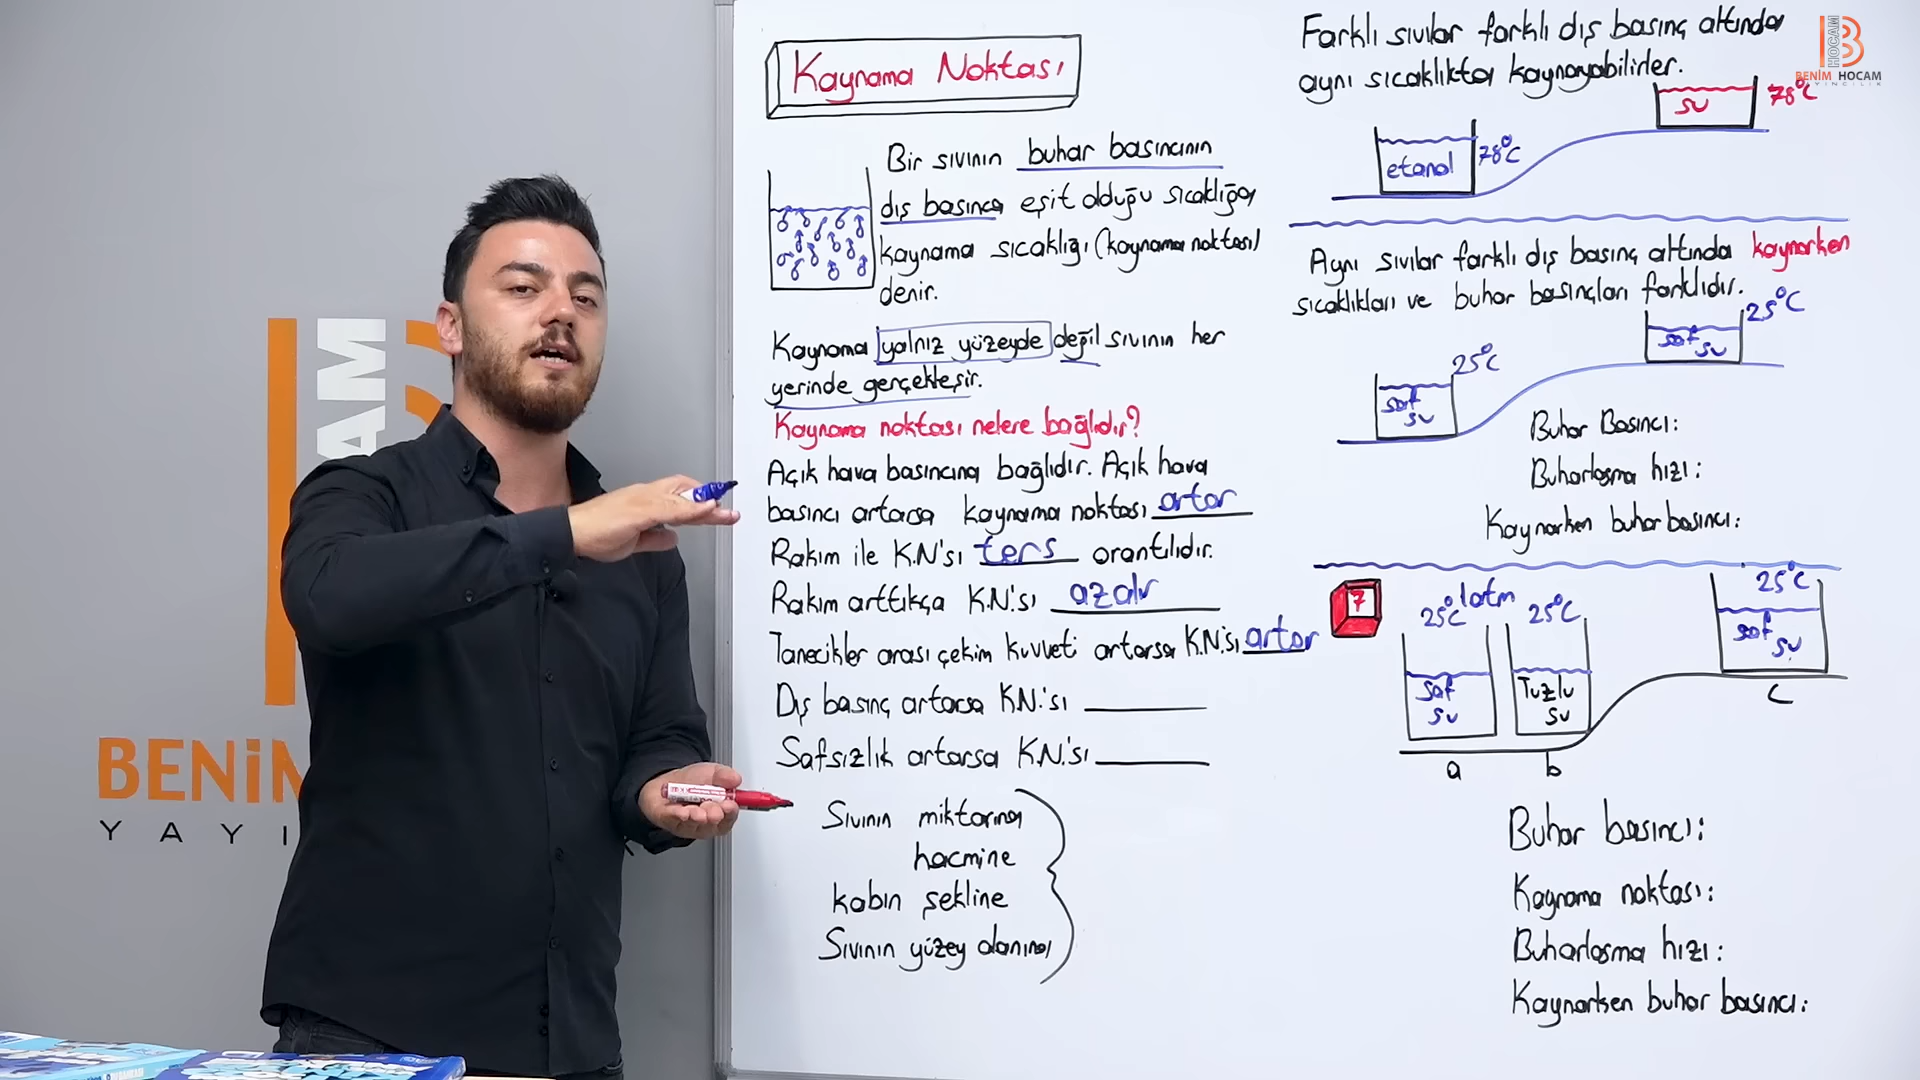 Kaynama Noktası
Bir sıvının buhar basıncının
dış basınca eşit olduğu sıcaklığa
kaynama sıcaklığı (kaynama noktası)
denir.
Kaynama yalnız yüzeyde değil sıvının her
yerinde gerçekleşir.
Kaynama noktası nelere bağlıdır?
Açık hava basıncına bağlıdır. Açık hava
basıncı artarsa kaynama noktası artar
Rakım ile K.N'sı ters orantılıdır.
Rakım arttıkça K.N.'sı azalır
Tanecikler arası çekim kuvveti artarsa K.N.'sı artar
Dış basınç artarsa K.N.'sı
Safsızlık artarsa K.N.'sı
Sıvının miktarına
hacmine
kabın şekline
Sıvının yüzey alanına
Farklı sıvılar farklı dış basınç altında
aynı sıcaklıkta kaynayabilirler.
su
78°C
etanol
78°C
Aynı sıvılar farklı dış basınç altında kaynarken
sıcaklıkları ve buhar basınçları farklıdır.
25°C
saf
su
25°C
saf
su
Buhar Basıncı:
Buharlaşma hızı:
Kaynarken buhar basıncı:
7
1atm
25°C
25°C
25°C
saf
su
Tuzlu
su
saf
su
a
b
c
Buhar basıncı:
Kaynama noktası:
Buharlaşma hızı:
Kaynarken buhar basıncı:
BENİM HOCAM
YAYINCILIK
AM
BENİM
YAYI